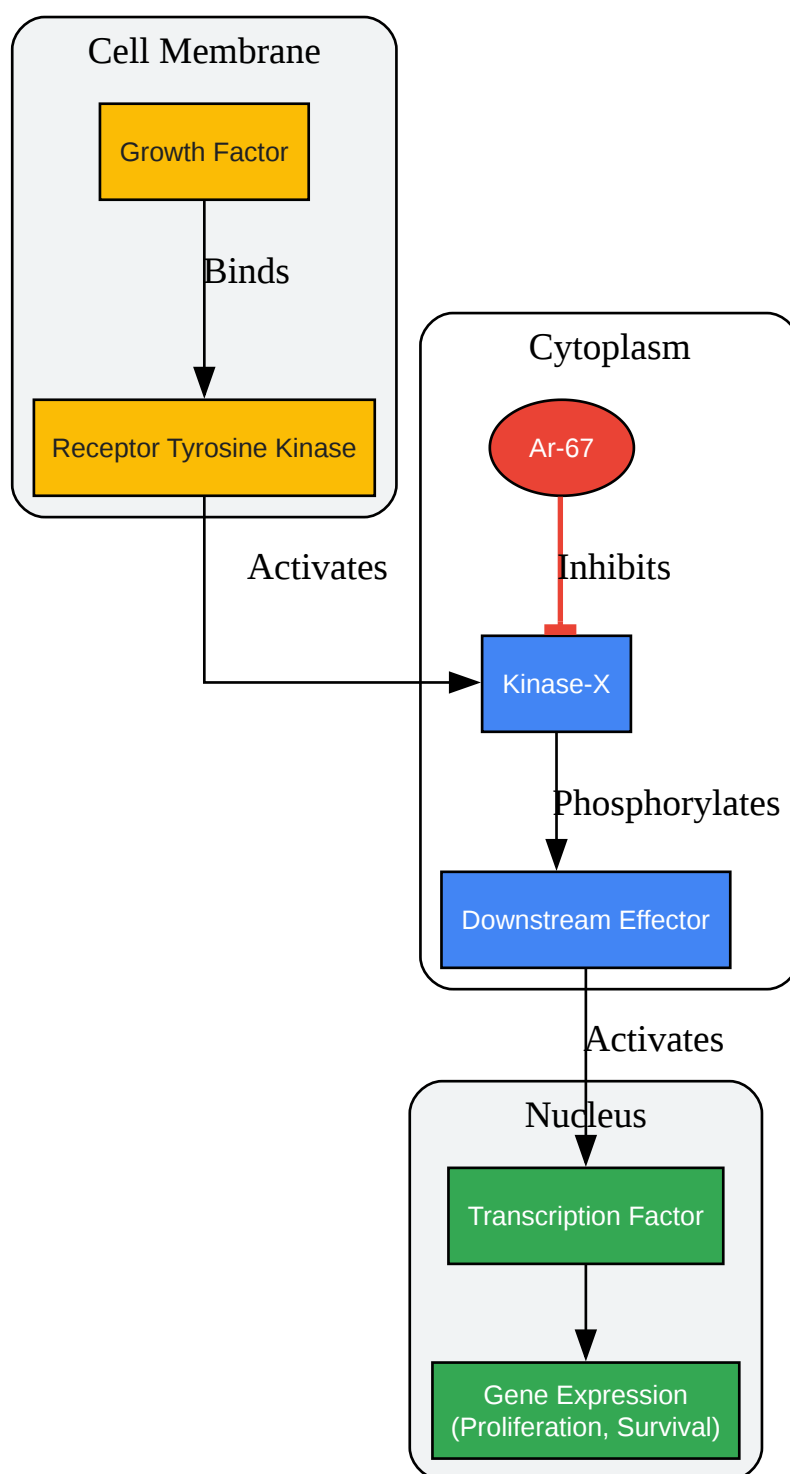 Cell Membrane
Growth Factor
Binds
Receptor Tyrosine Kinase
Activates
Cytoplasm
Ar-67
Inhibits
Kinase-X
Phosphorylates
Downstream Effector
Activates
Nucleus
Transcription Factor
Gene Expression
(Proliferation, Survival)